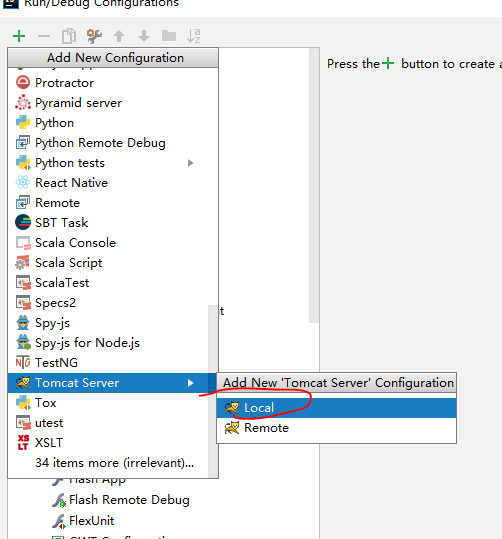 Run/Debug Configurations
Add New Configuration
Press the + button to create a
Protractor
Pyramid server
Python
Python Remote Debug
Python tests
React Native
Remote
SBT Task
Scala Console
Scala Script
ScalaTest
Specs2
Spy-js
Spy-js for Node.js
TestNG
Tomcat Server
Add New 'Tomcat Server' Configuration
Tox
Local
utest
Remote
XSLT
34 items more (irrelevant)...
Flash App
Flash Remote Debug
FlexUnit
GWT Configuration